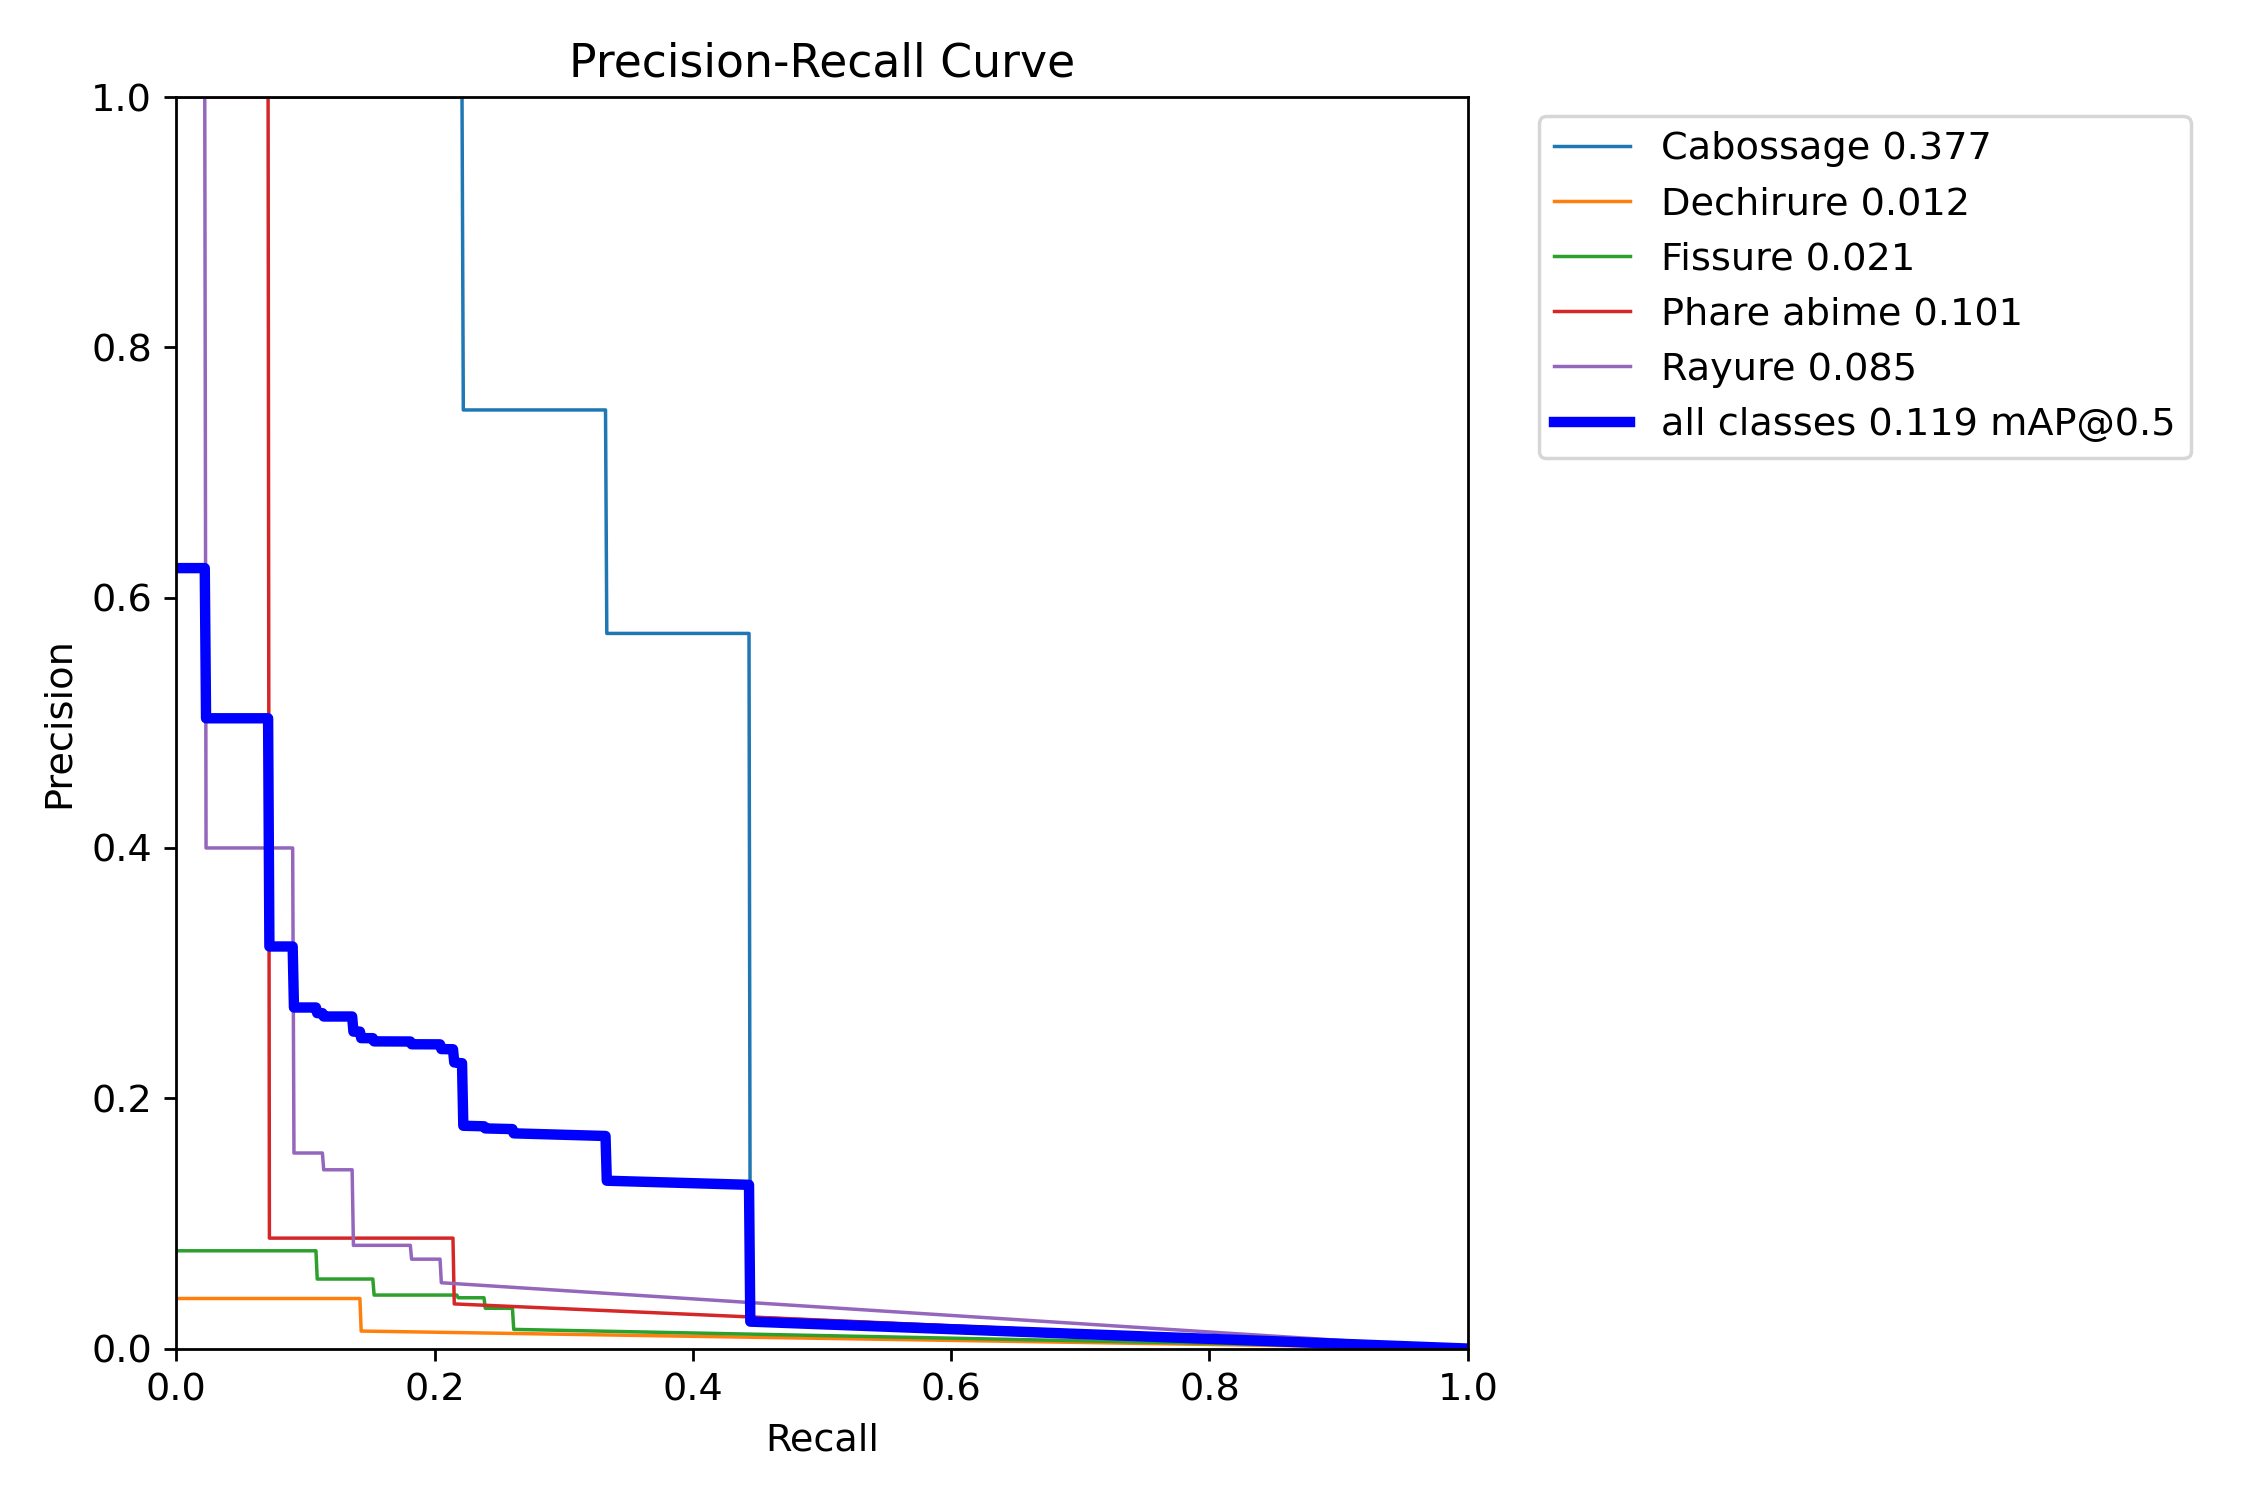 Precision-Recall Curve
1.0
0.8
0.6
0.4
0.2
0.0
Precision
0.0 0.2 0.4 0.6 0.8 1.0
Recall
Cabossage 0.377
Dechirure 0.012
Fissure 0.021
Phare abime 0.101
Rayure 0.085
all classes 0.119 mAP@0.5